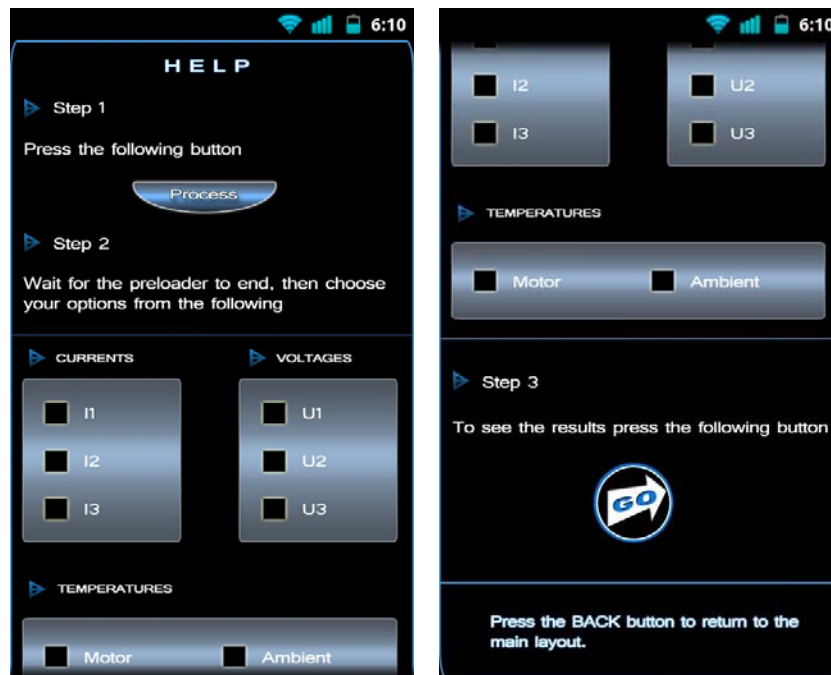 6:10
HELP
Step 1
Press the following button
Process
Step 2
Wait for the preloader to end, then choose
your options from the following
CURRENTS VOLTAGES
I1 U1
I2 U2
I3 U3
TEMPERATURES
Motor Ambient
6:10
I2 U2
I3 U3
TEMPERATURES
Motor Ambient
Step 3
To see the results press the following button
GO
Press the BACK button to return to the
main layout.